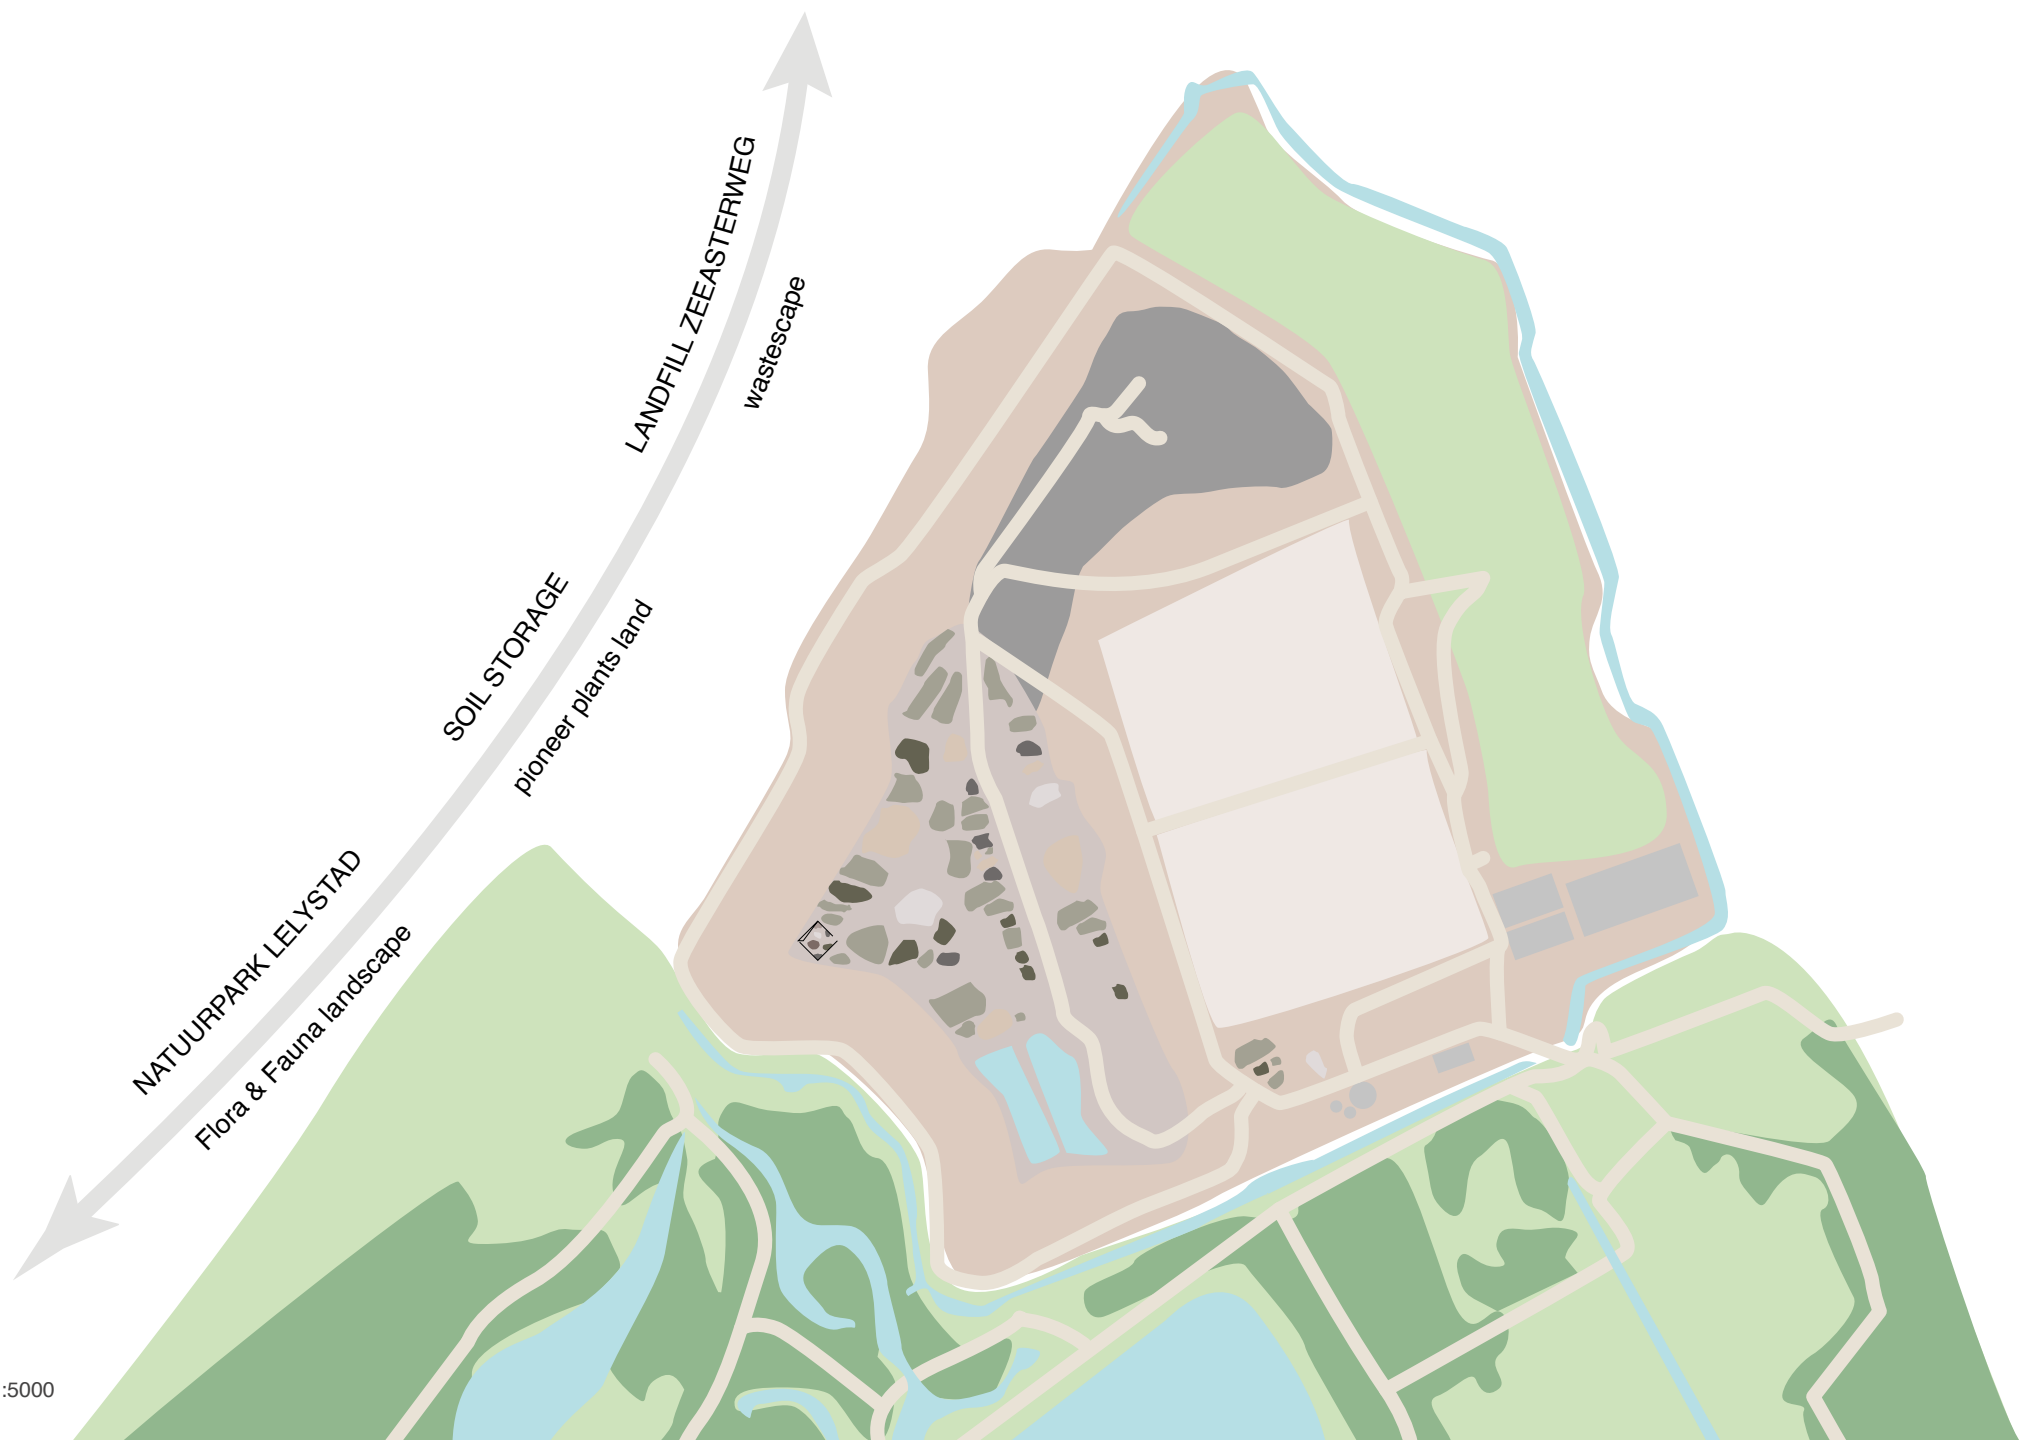 LANDFILL ZEEASTERWEG
wastescape
SOIL STORAGE
pioneer plants land
NATUURPARK LELYSTAD
Flora & Fauna landscape
:5000